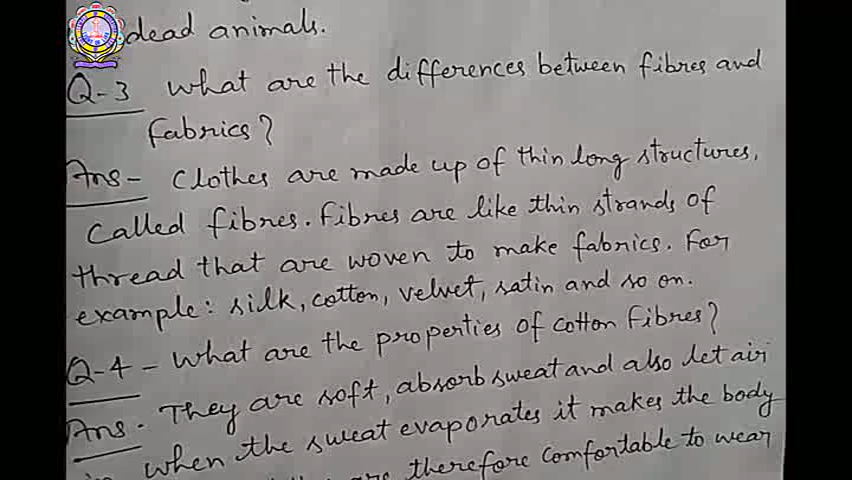 dead animals.
Q-3 What are the differences between fibres and
fabrics?
Ans- Clothes are made up of thin long structures,
called fibres. Fibres are like thin strands of
thread that are woven to make fabrics. For
example: silk, cotton, velvet, satin and so on.
Q-4 - What are the properties of cotton fibres?
Ans. They are soft, absorb sweat and also let air
in when the sweat evaporates it makes the body
are therefore comfortable to wear